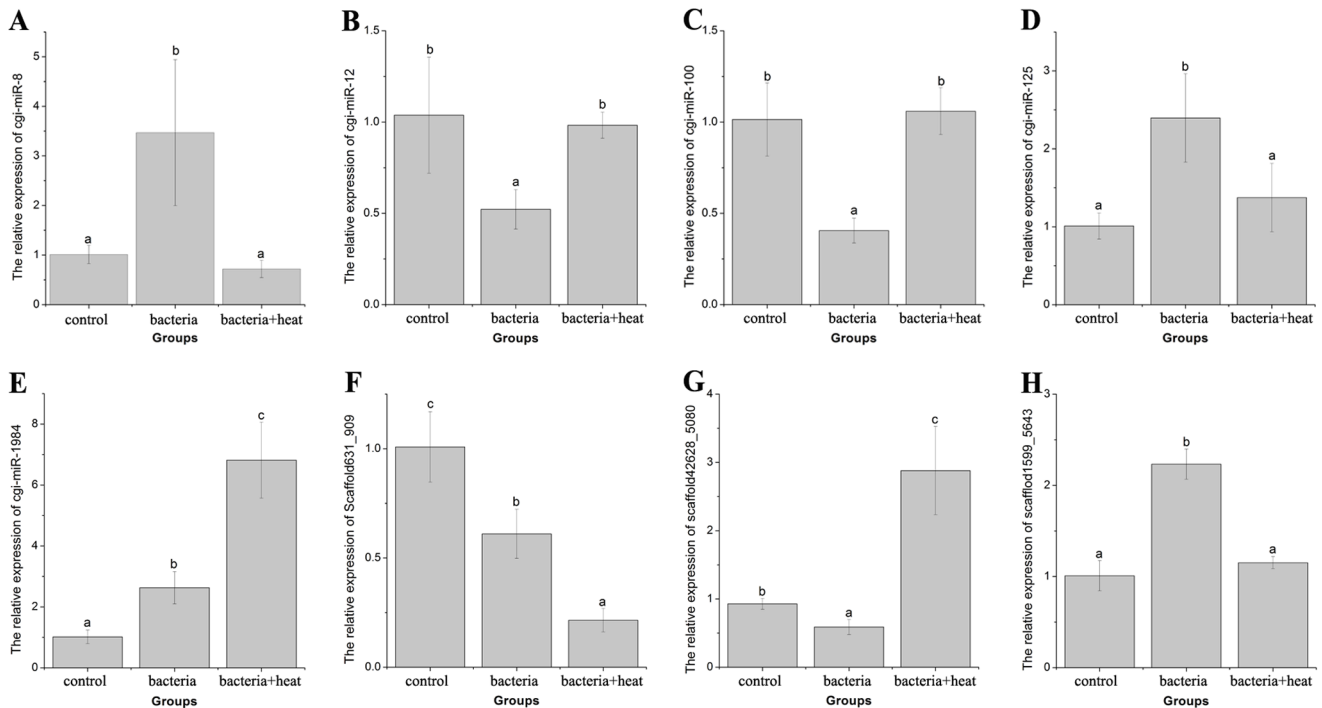 A
The relative expression of cgi-miR-8
5
4
3
2
1
0
b
a
a
control
bacteria
bacteria+heat
Groups
B
The relative expression of cgi-miR-12
1.5
1.0
0.5
0.0
b
a
b
control
bacteria
bacteria+heat
Groups
C
The relative expression of cgi-miR-100
1.5
1.0
0.5
0.0
b
a
b
control
bacteria
bacteria+heat
Groups
D
The relative expression of cgi-miR-125
3
2
1
0
a
b
a
control
bacteria
bacteria+heat
Groups
E
The relative expression of cgi-miR-1984
8
6
4
2
0
a
b
c
control
bacteria
bacteria+heat
Groups
F
The relative expression of Scaffold631_909
1.0
0.5
0.0
c
b
a
control
bacteria
bacteria+heat
Groups
G
The relative expression of scaffold42628_5080
4
3
2
1
0
b
a
c
control
bacteria
bacteria+heat
Groups
H
The relative expression of scafflod1599_5643
3
2
1
0
a
b
a
control
bacteria
bacteria+heat
Groups